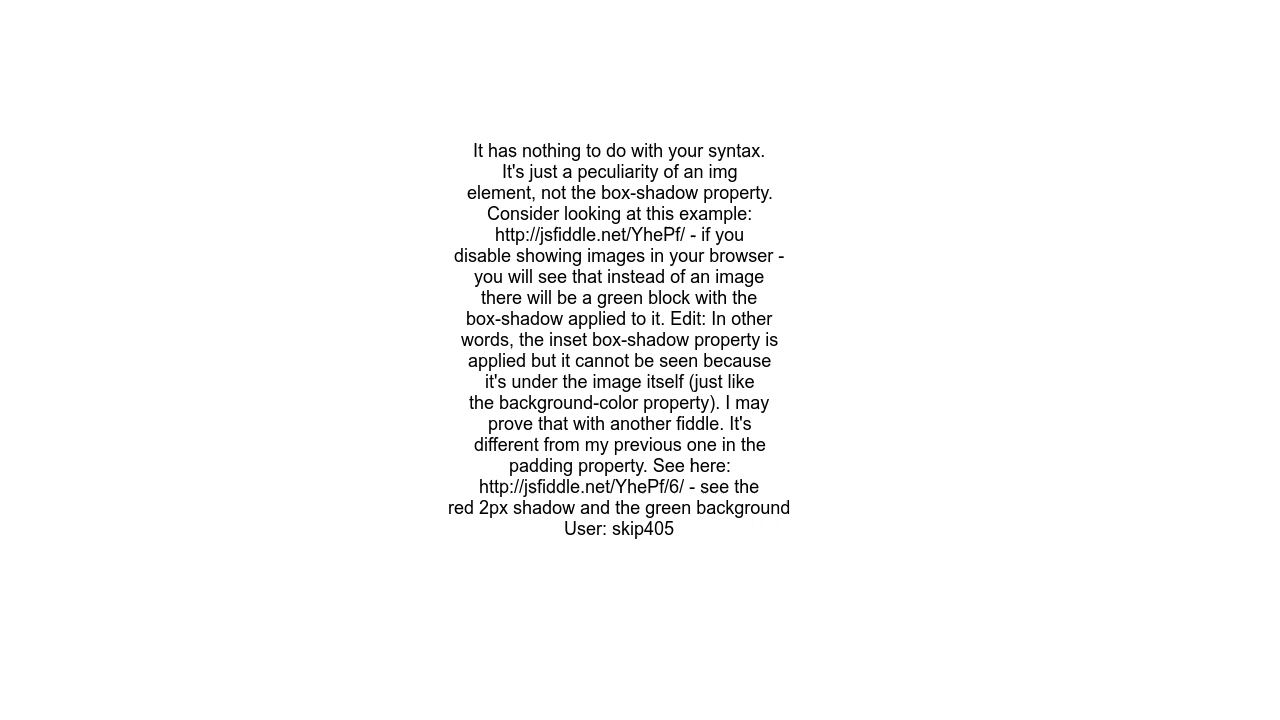 It has nothing to do with your syntax.
It's just a peculiarity of an img
element, not the box-shadow property.
Consider looking at this example:
http://jsfiddle.net/YhePf/ - if you
disable showing images in your browser -
you will see that instead of an image
there will be a green block with the
box-shadow applied to it. Edit: In other
words, the inset box-shadow property is
applied but it cannot be seen because
it's under the image itself (just like
the background-color property). I may
prove that with another fiddle. It's
different from my previous one in the
padding property. See here:
http://jsfiddle.net/YhePf/6/ - see the
red 2px shadow and the green background
User: skip405